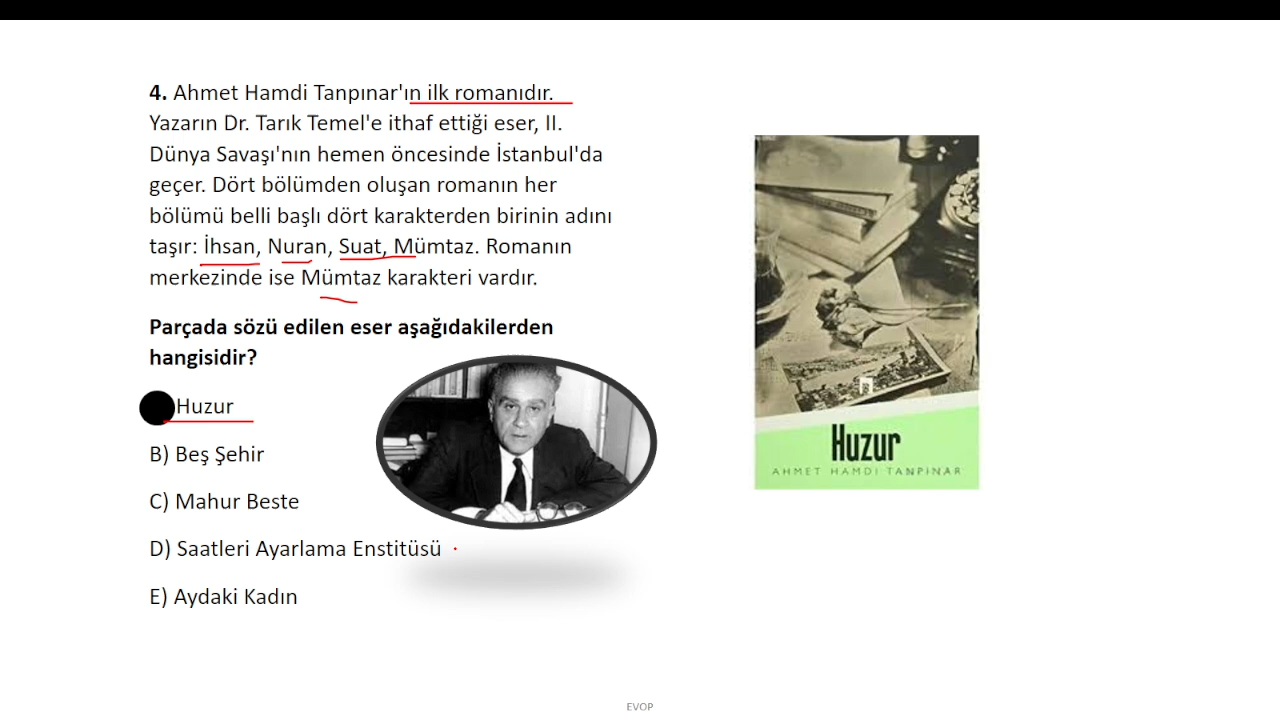 4. Ahmet Hamdi Tanpınar'ın ilk romanıdır.
Yazarın Dr. Tarık Temel'e ithaf ettiği eser, II.
Dünya Savaşı'nın hemen öncesinde İstanbul'da
geçer. Dört bölümden oluşan romanın her
bölümü belli başlı dört karakterden birinin adını
taşır: İhsan, Nuran, Suat, Mümtaz. Romanın
merkezinde ise Mümtaz karakteri vardır.
Parçada sözü edilen eser aşağıdakilerden
hangisidir?
Huzur
B) Beş Şehir
C) Mahur Beste
D) Saatleri Ayarlama Enstitüsü
E) Aydaki Kadın
Huzur
AHMET HAMDİ TANPINAR
EVOP